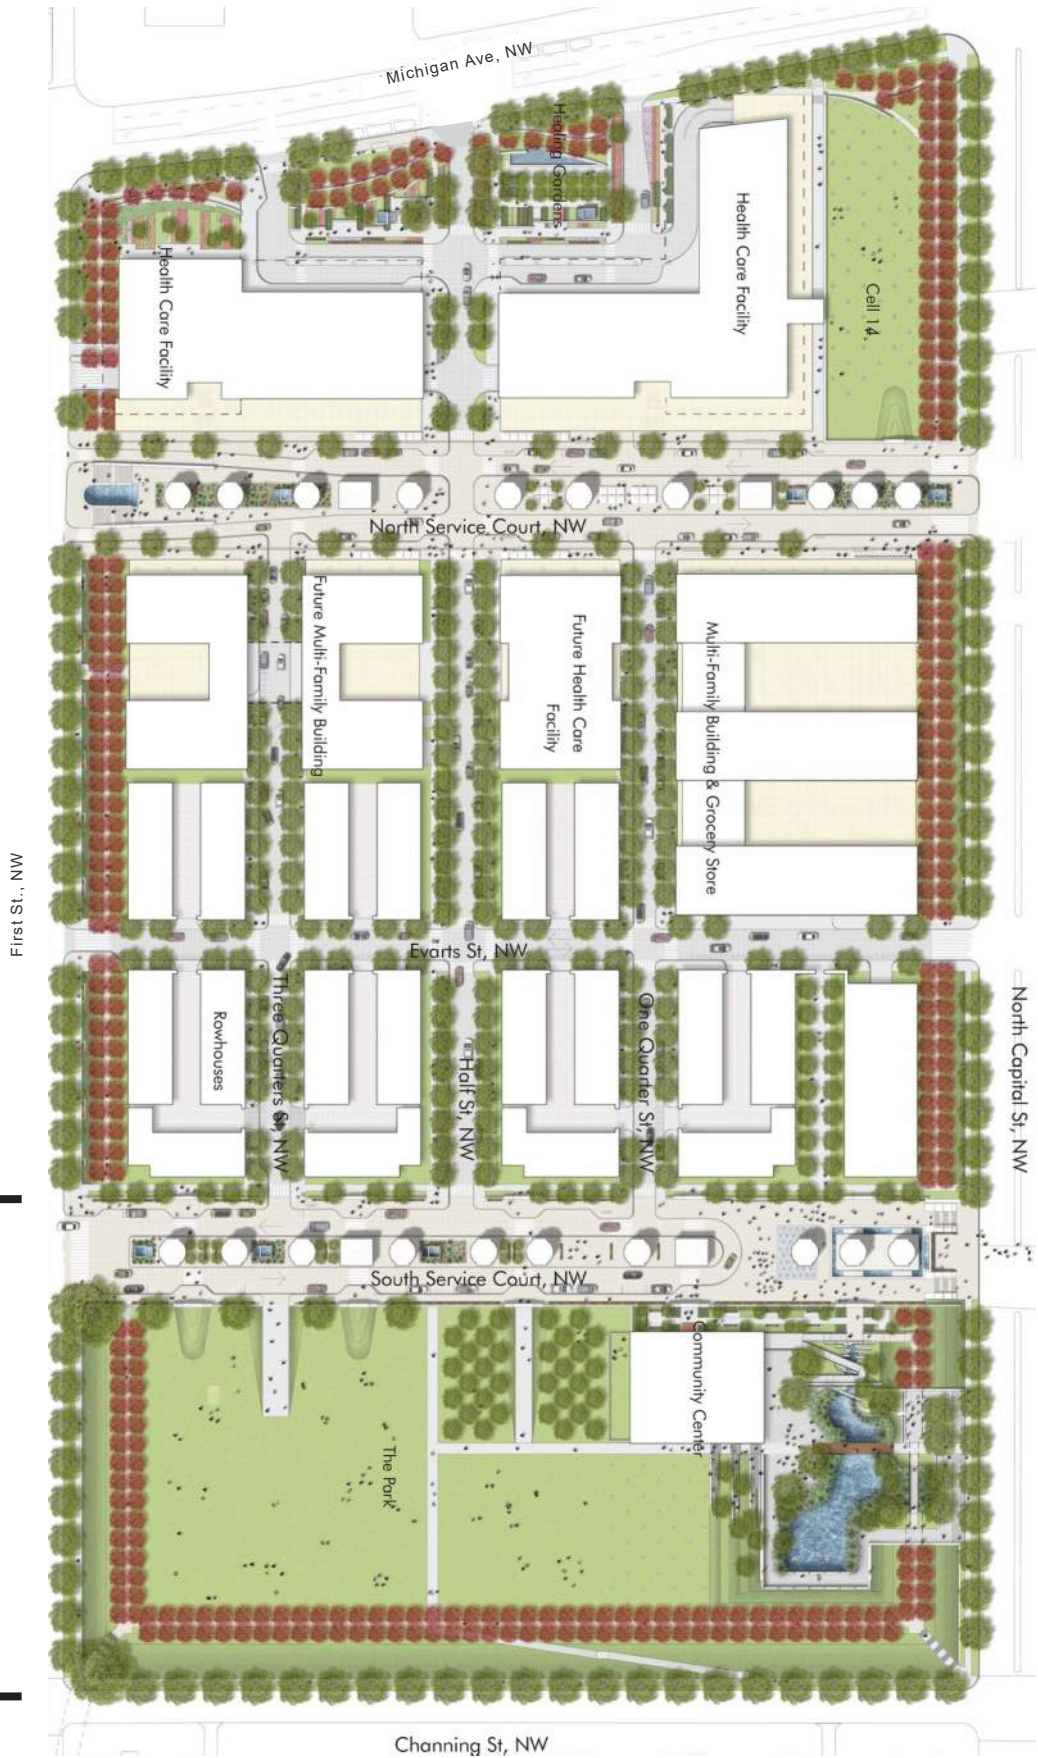 Michigan Ave, NW
Healing Gardens
Health Care Facility
Health Care Facility
Cell 14,
North Service Court, NW
Future Multi-Family Building
Future Health Care
Facility
Multi-Family Building & Grocery Store
First St., NW
Evarts St, NW
Rowhouses
Three Quarters St, NW
Half St, NW
One Quarter St, NW
North Capital St, NW
South Service Court, NW
Community Center
The Park
Channing St, NW